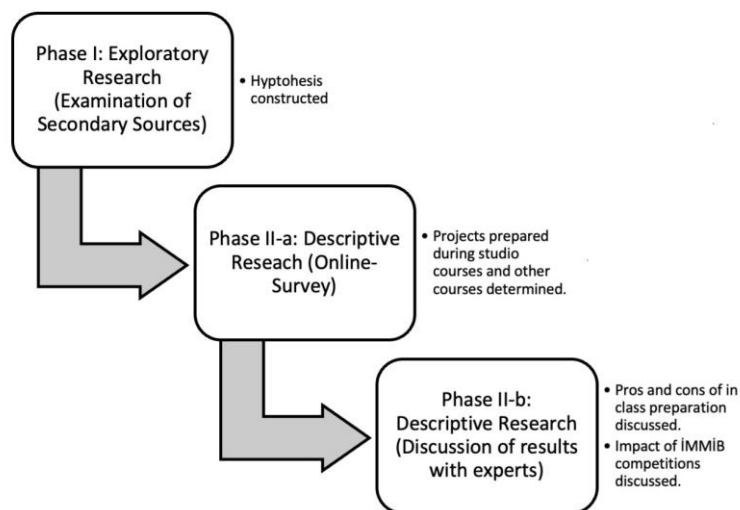 Phase I: Exploratory
Research
(Examination of
Secondary Sources)
• Hyptohesis
constructed
Phase II-a: Descriptive
Reseach (Online-
Survey)
• Projects prepared
during studio
courses and other
courses determined.
Phase II-b:
Descriptive Research
(Discussion of results
with experts)
• Pros and cons of in
class preparation
discussed.
• Impact of İMMİB
competitions
discussed.